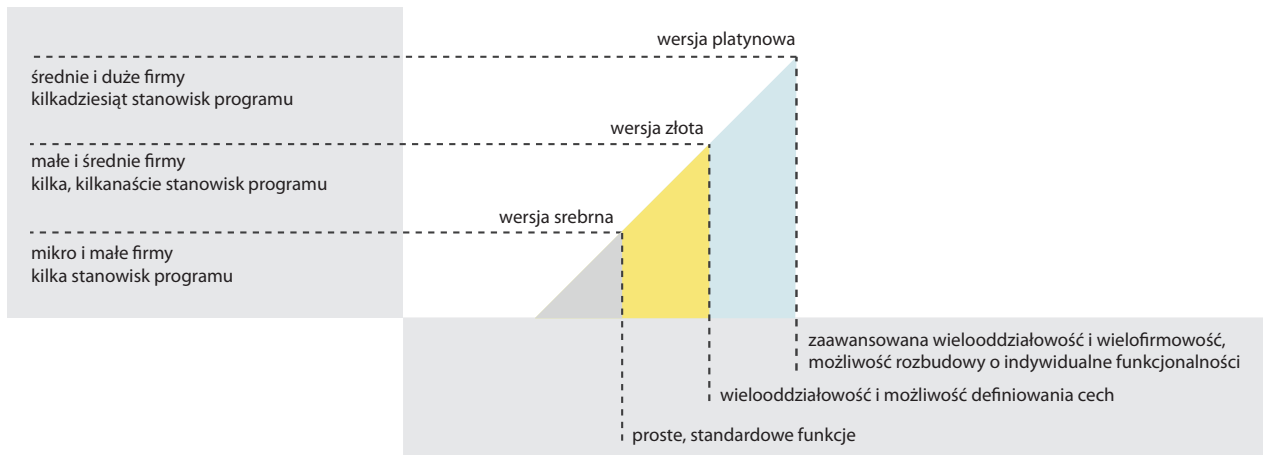 wersja platynowa
średnie i duże firmy
kilkadziesiąt stanowisk programu
wersja złota
małe i średnie firmy
kilka, kilkanaście stanowisk programu
wersja srebrna
mikro i małe firmy
kilka stanowisk programu
zaawansowana wielooddziałowość i wielofirmowość,
możliwość rozbudowy o indywidualne funkcjonalności
wielooddziałowość i możliwość definiowania cech
proste, standardowe funkcje